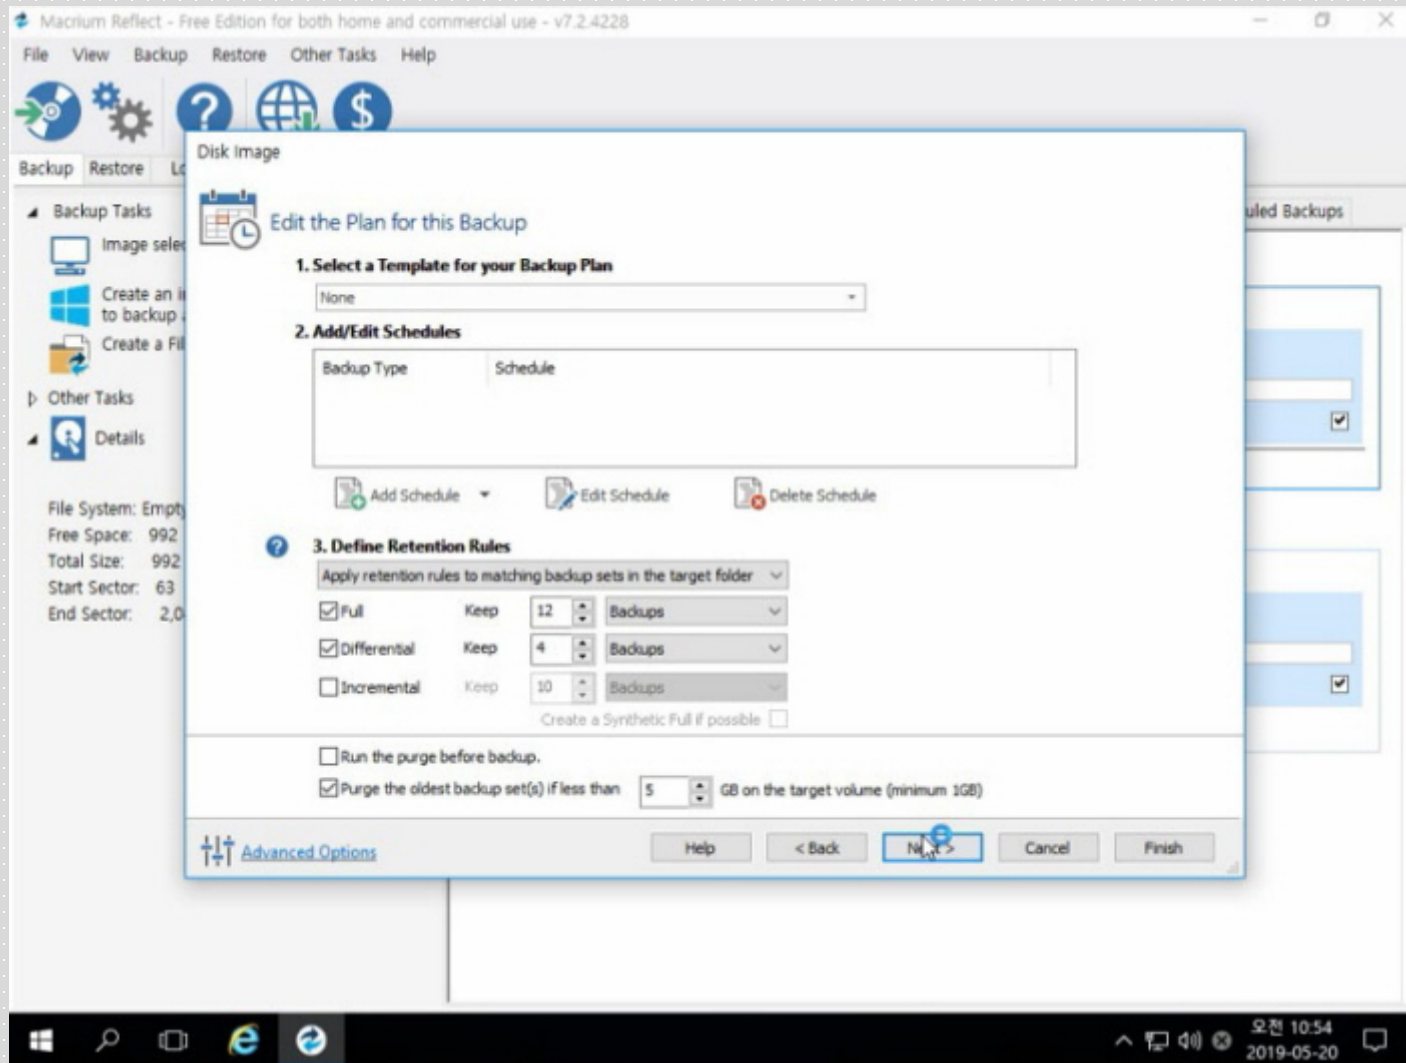 Macrium Reflect - Free Edition for both home and commercial use - v7.2.4228
File View Backup Restore Other Tasks Help
Backup Restore Lo
Backup Tasks
Image selec
Create an i
to backup
Create a Fil
Other Tasks
Details
File System: Empty
Free Space: 992
Total Size: 992
Start Sector: 63
End Sector: 2,0
uled Backups
Disk Image
Edit the Plan for this Backup
1. Select a Template for your Backup Plan
None
2. Add/Edit Schedules
Backup Type Schedule
Add Schedule Edit Schedule Delete Schedule
3. Define Retention Rules
Apply retention rules to matching backup sets in the target folder
Full Keep 12 Backups
Differential Keep 4 Backups
Incremental Keep 10 Backups
Create a Synthetic Full if possible
Run the purge before backup.
Purge the oldest backup set(s) if less than 5 GB on the target volume (minimum 1GB)
Advanced Options Help < Back Next > Cancel Finish
오전 10:54
2019-05-20